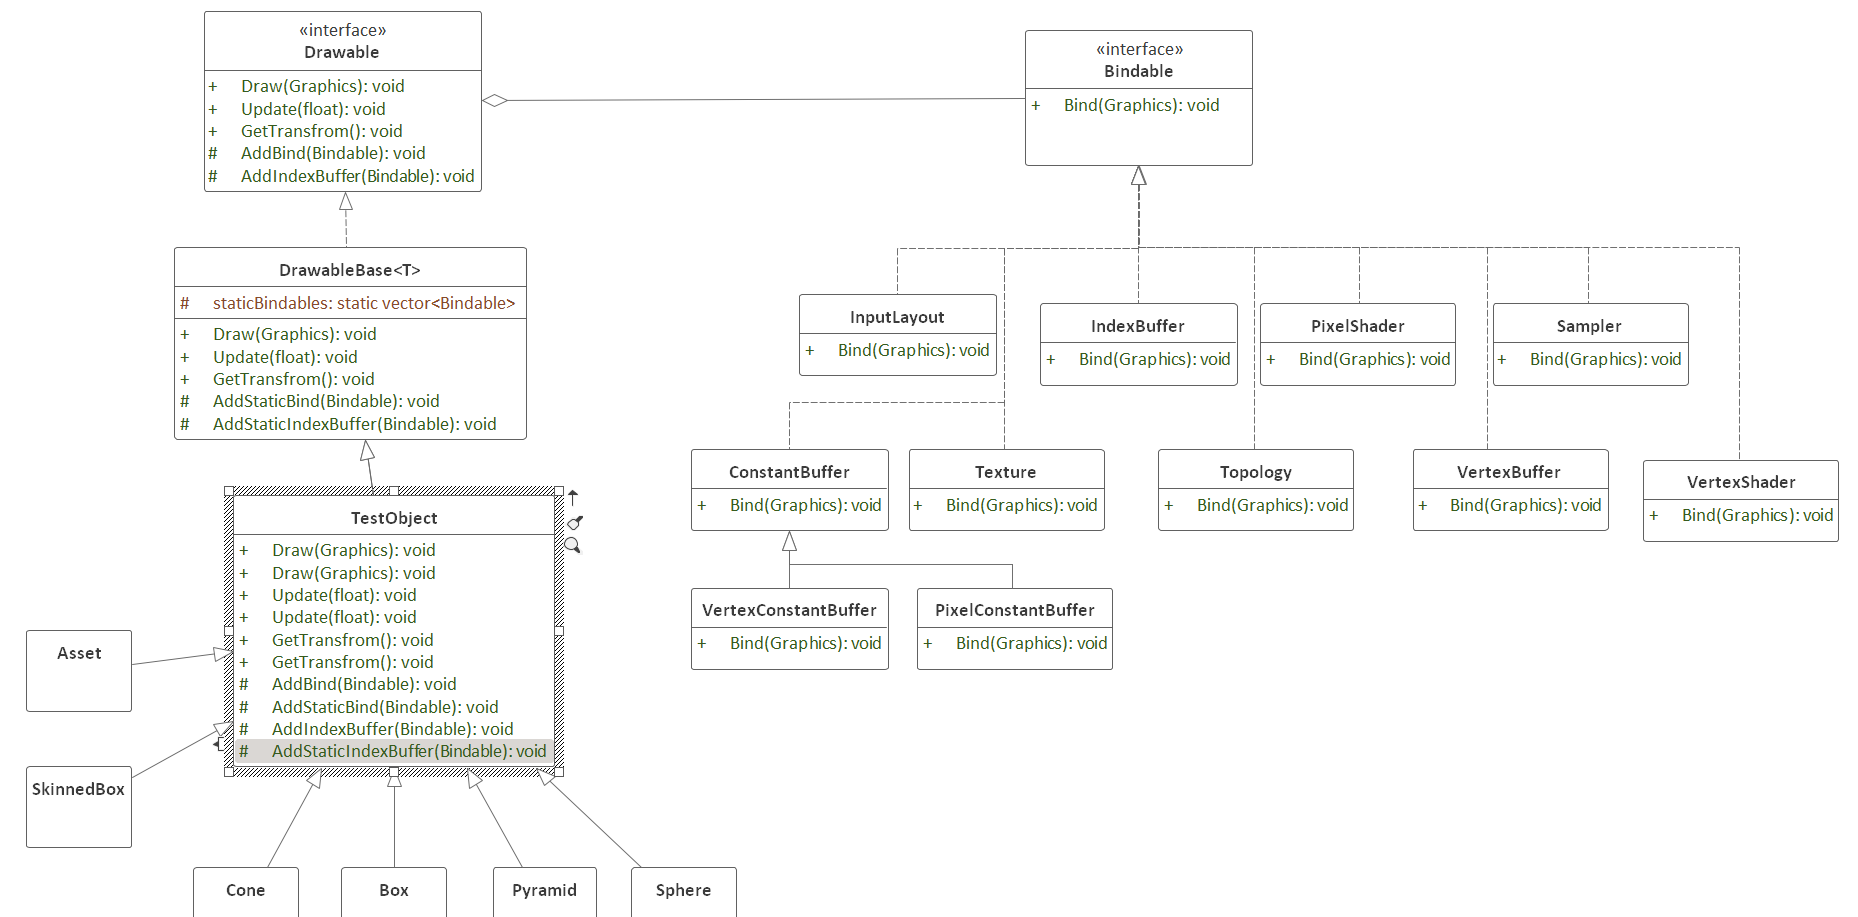 «interface»
Drawable
+ Draw(Graphics): void
+ Update(float): void
+ GetTransfrom(): void
# AddBind(Bindable): void
# AddIndexBuffer(Bindable): void
«interface»
Bindable
+ Bind(Graphics): void
DrawableBase<T>
# staticBindables: static vector<Bindable>
+ Draw(Graphics): void
+ Update(float): void
+ GetTransfrom(): void
# AddStaticBind(Bindable): void
# AddStaticIndexBuffer(Bindable): void
InputLayout
+ Bind(Graphics): void
IndexBuffer
+ Bind(Graphics): void
PixelShader
+ Bind(Graphics): void
Sampler
+ Bind(Graphics): void
ConstantBuffer
+ Bind(Graphics): void
Texture
+ Bind(Graphics): void
Topology
+ Bind(Graphics): void
VertexBuffer
+ Bind(Graphics): void
VertexShader
+ Bind(Graphics): void
TestObject
+ Draw(Graphics): void
+ Draw(Graphics): void
+ Update(float): void
+ Update(float): void
+ GetTransfrom(): void
+ GetTransfrom(): void
# AddBind(Bindable): void
# AddStaticBind(Bindable): void
# AddIndexBuffer(Bindable): void
# AddStaticIndexBuffer(Bindable): void
VertexConstantBuffer
+ Bind(Graphics): void
PixelConstantBuffer
+ Bind(Graphics): void
Asset
SkinnedBox
Cone
Box
Pyramid
Sphere